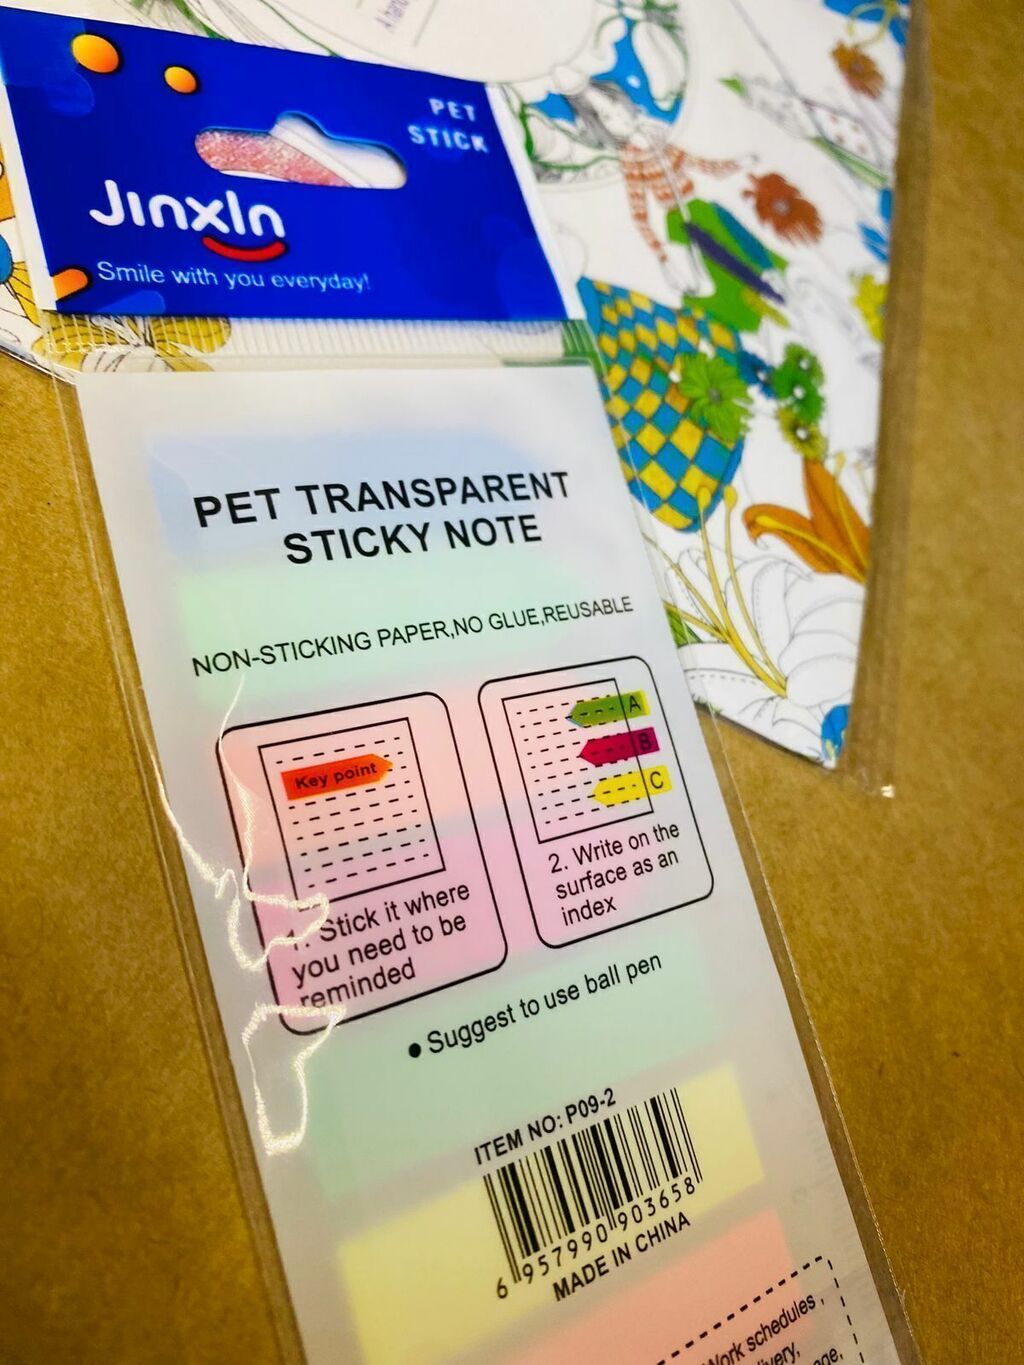 PET
STICK
JInxIn
Smile with you everyday!
PET TRANSPARENT
STICKY NOTE
NON-STICKING PAPER,NO GLUE,REUSABLE
Key point
1. Stick it where
you need to be
reminded
A
B
C
2. Write on the
surface as an
index
● Suggest to use ball pen
ITEM NO: P09-2
6 957990 903658
MADE IN CHINA
Work schedules ,